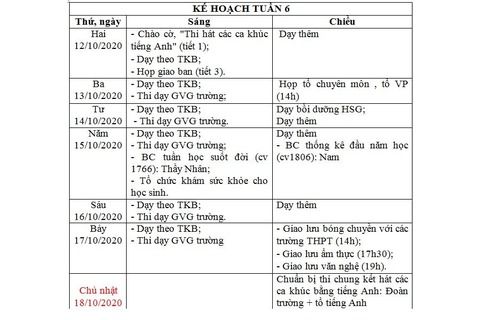 KẾ HOẠCH TUẦN 6
Thứ, ngày Sáng Chiều
Hai
12/10/2020
- Chào cờ, "Thi hát các ca khúc
tiếng Anh" (tiết 1);
- Dạy theo TKB;
- Họp giao ban (tiết 3).
Dạy thêm
Ba
13/10/2020
- Dạy theo TKB;
- Thi dạy GVG trường;
Họp tổ chuyên môn , tổ VP
(14h)
Tư
14/10/2020
- Dạy theo TKB;
- Thi dạy GVG trường.
Dạy bồi dưỡng HSG;
Dạy thêm
Năm
15/10/2020
- Dạy theo TKB;
- Thi dạy GVG trường;
- BC tuần học suốt đời (cv
1766): Thầy Nhân;
- Tổ chức khám sức khỏe cho
học sinh.
Dạy thêm
- BC thống kê đầu năm học
(cv1806): Nam
Sáu
16/10/2020
- Dạy theo TKB;
- Thi dạy GVG trường.
Dạy thêm
Bảy
17/10/2020
- Dạy theo TKB;
- Thi dạy GVG trường
- Giao lưu bóng chuyền với các
trường THPT (14h);
- Giao lưu ẩm thực (17h30);
- Giao lưu văn nghệ (19h).
Chủ nhật
18/10/2020
Chuẩn bị thi chung kết hát các
ca khúc bằng tiếng Anh: Đoàn
trường + tổ tiếng Anh